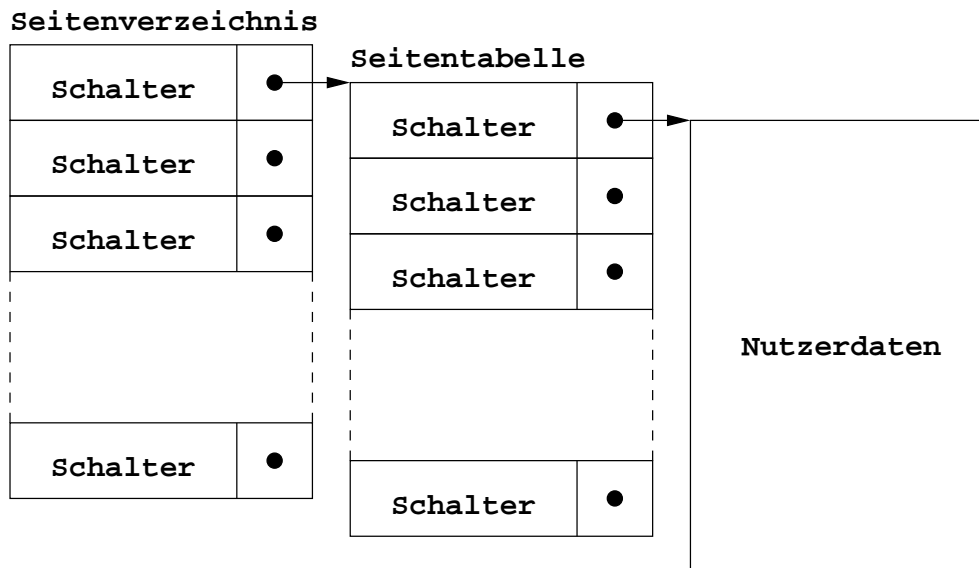 Seitenverzeichnis
Schalter
Schalter
Schalter
Schalter
Seitentabelle
Schalter
Schalter
Schalter
Schalter
Nutzerdaten